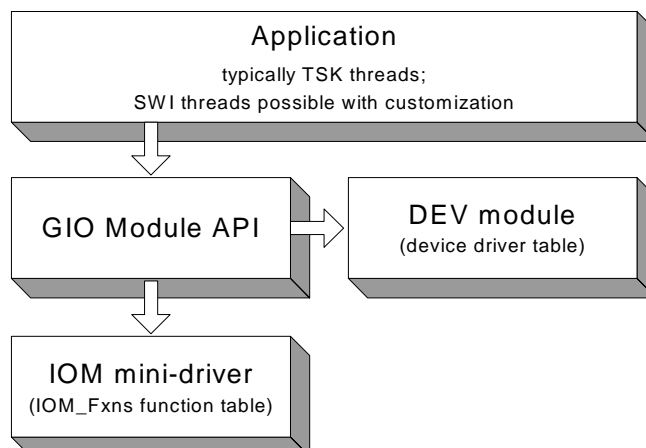 Application
typically TSK threads;
SWI threads possible with customization
GIO Module API
DEV module
(device driver table)
IOM mini-driver
(IOM_Fxns function table)